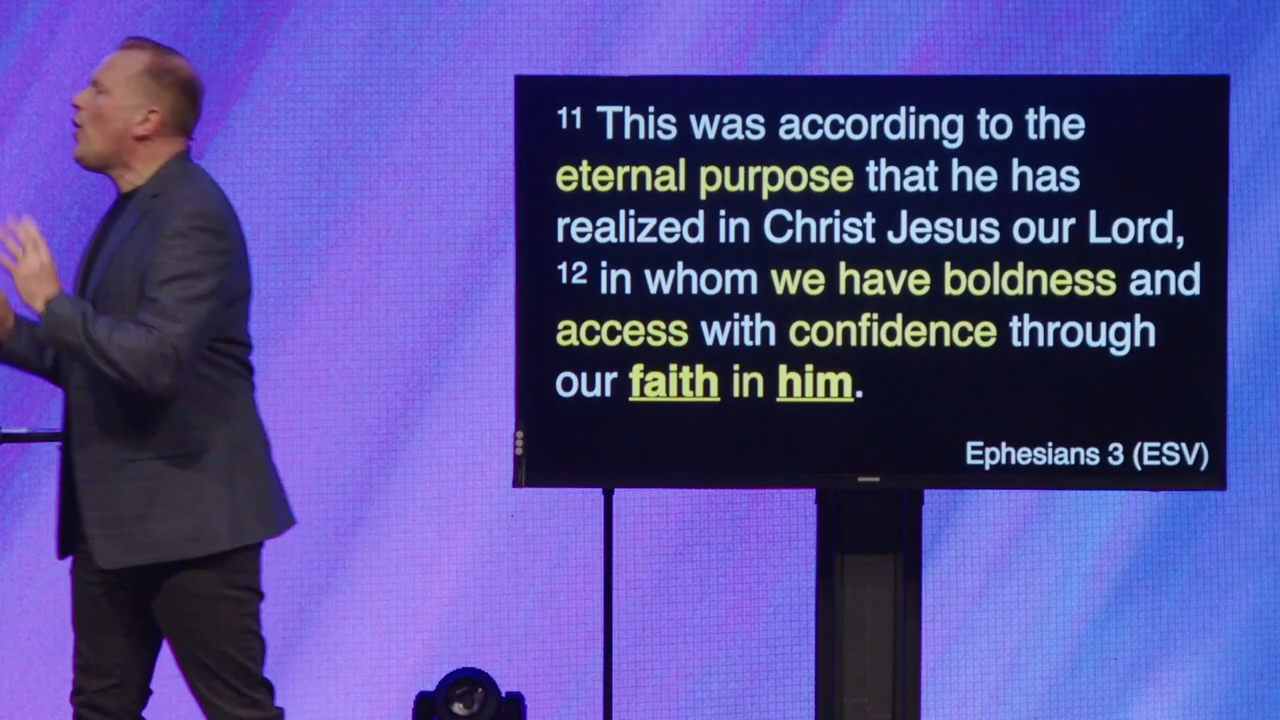 11 This was according to the
eternal purpose that he has
realized in Christ Jesus our Lord,
12 in whom we have boldness and
access with confidence through
our faith in him.
Ephesians 3 (ESV)